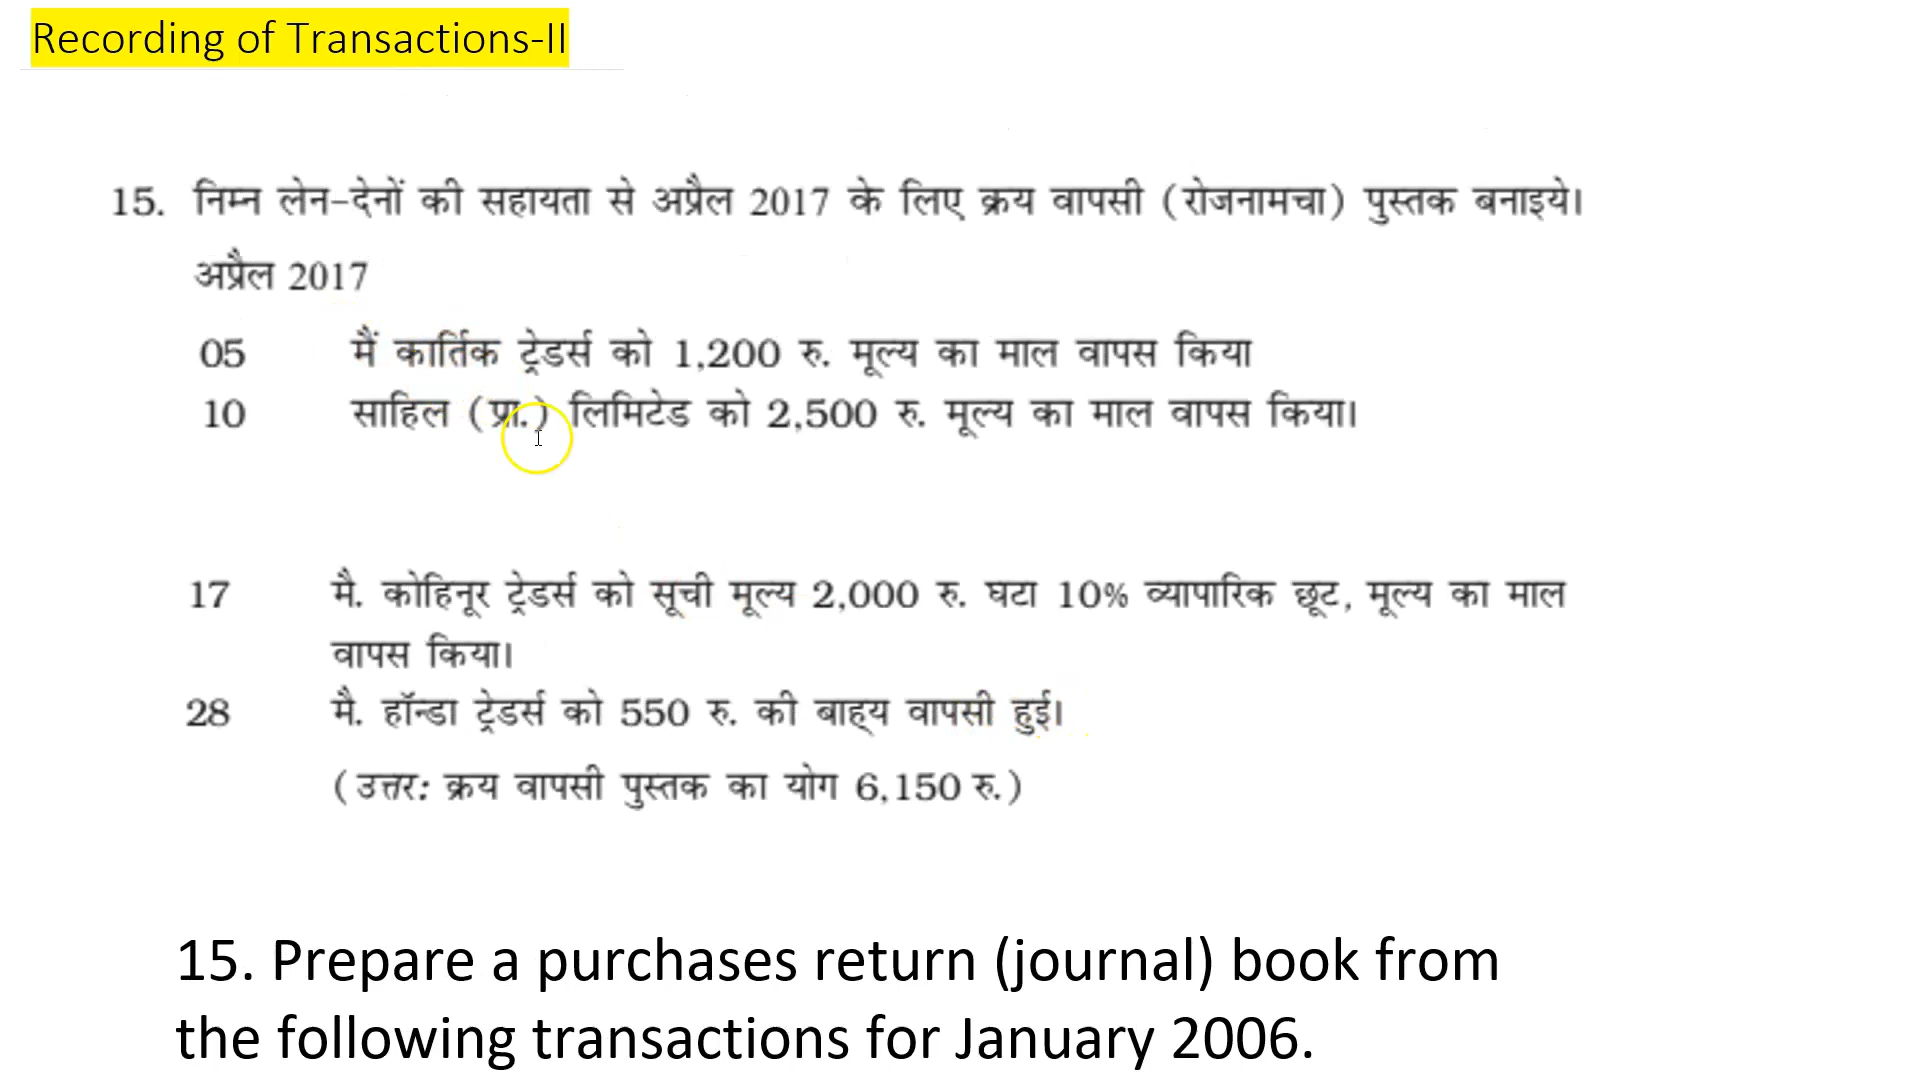 Recording of Transactions-II
15. निम्न लेन-देनों की सहायता से अप्रैल 2017 के लिए क्रय वापसी (रोजनामचा) पुस्तक बनाइये।
अप्रैल 2017
05 मैं कार्तिक ट्रेडर्स को 1,200 रु. मूल्य का माल वापस किया
10 साहिल (प्रा.) लिमिटेड को 2,500 रु. मूल्य का माल वापस किया।
17 मै. कोहिनूर ट्रेडर्स को सूची मूल्य 2,000 रु. घटा 10% व्यापारिक छूट, मूल्य का माल
वापस किया।
28 मै. हॉन्डा ट्रेडर्स को 550 रु. की बाह्य वापसी हुई।
(उत्तर: क्रय वापसी पुस्तक का योग 6,150 रु.)
15. Prepare a purchases return (journal) book from
the following transactions for January 2006.